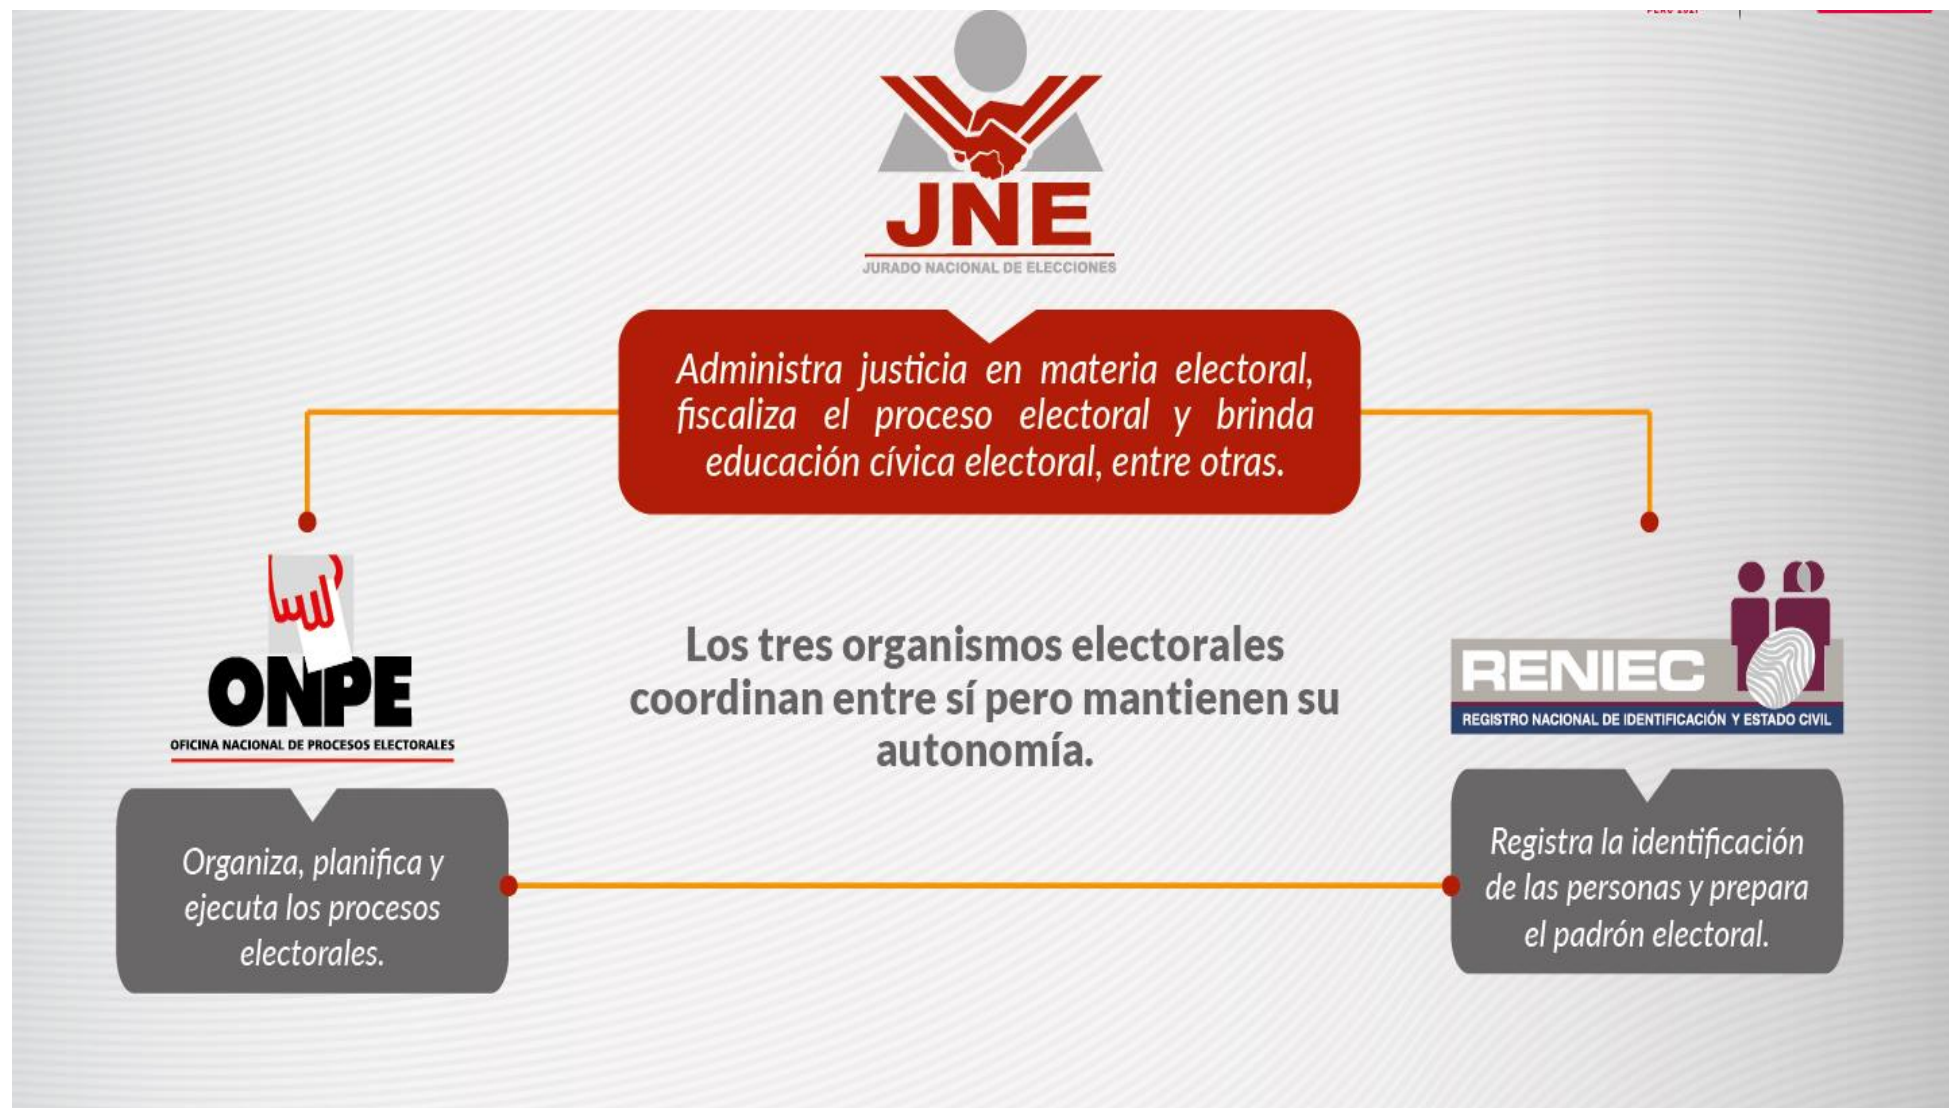 JNE
JURADO NACIONAL DE ELECCIONES
Administra justicia en materia electoral,
fiscaliza el proceso electoral y brinda
educación cívica electoral, entre otras.
ONPE
OFICINA NACIONAL DE PROCESOS ELECTORALES
Organiza, planifica y
ejecuta los procesos
electorales.
Los tres organismos electorales
coordinan entre sí pero mantienen su
autonomía.
RENIEC
REGISTRO NACIONAL DE IDENTIFICACIÓN Y ESTADO CIVIL
Registra la identificación
de las personas y prepara
el padrón electoral.